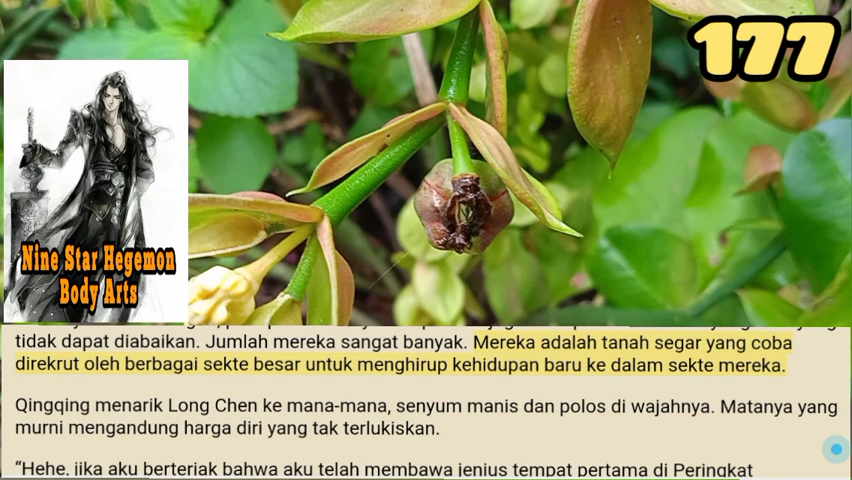 177
Nine Star Hegemon
Body Arts
tidak dapat diabaikan. Jumlah mereka sangat banyak. Mereka adalah tanah segar yang coba
direkrut oleh berbagai sekte besar untuk menghirup kehidupan baru ke dalam sekte mereka.
Qingqing menarik Long Chen ke mana-mana, senyum manis dan polos di wajahnya. Matanya yang
murni mengandung harga diri yang tak terlukiskan.
“Hehe, jika aku berteriak bahwa aku telah membawa jenius tempat pertama di Peringkat